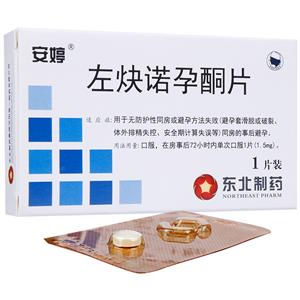 安婷®
左炔诺孕酮片
适应症：用于无防护性同房或避孕方法失败(避孕套滑脱或破裂、
体外排精失控、安全期计算失误等)同房的事后避孕。
用法用量：口服，在房事后72小时内单次口服1片(1.5mg)。
1片装
东北制药
NORTHEAST PHARM